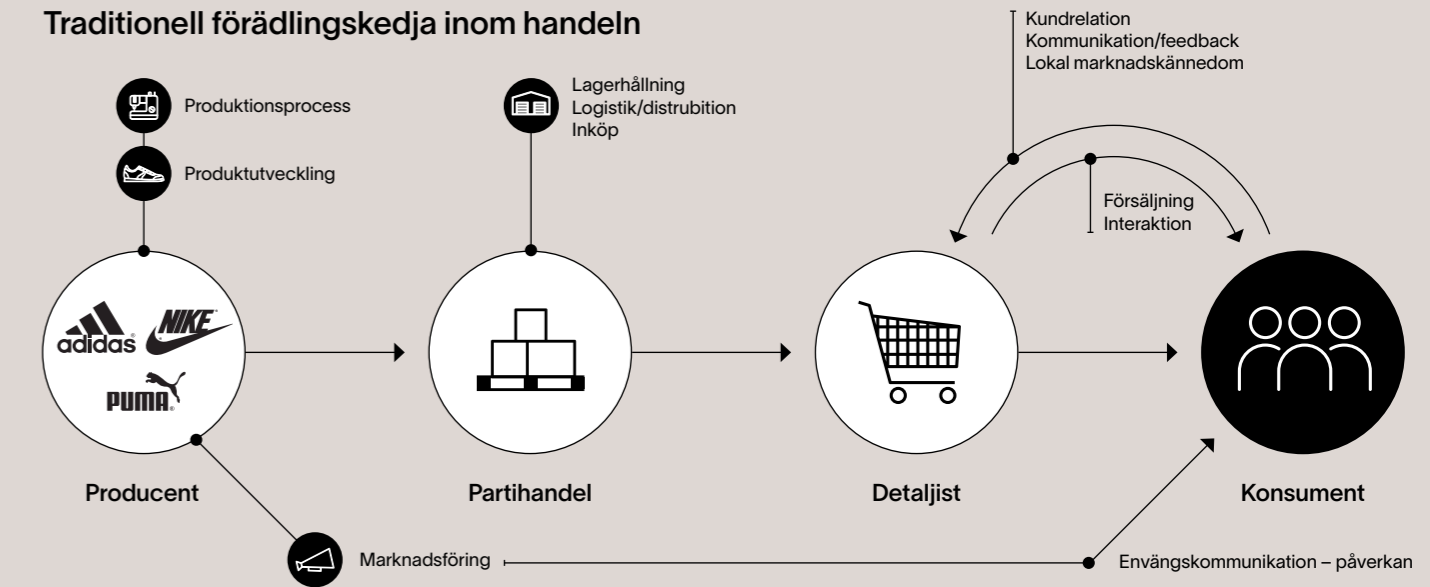 Traditionell förädlingskedja inom handeln
Kundrelation
Kommunikation/feedback
Lokal marknadskännedom
Produktionsprocess
Produktutveckling
Lagerhållning
Logistik/distrubition
Inköp
Försäljning
Interaktion
adidas
NIKE
PUMA
Producent
Partihandel
Detaljist
Konsument
Marknadsföring
Envägskommunikation – påverkan